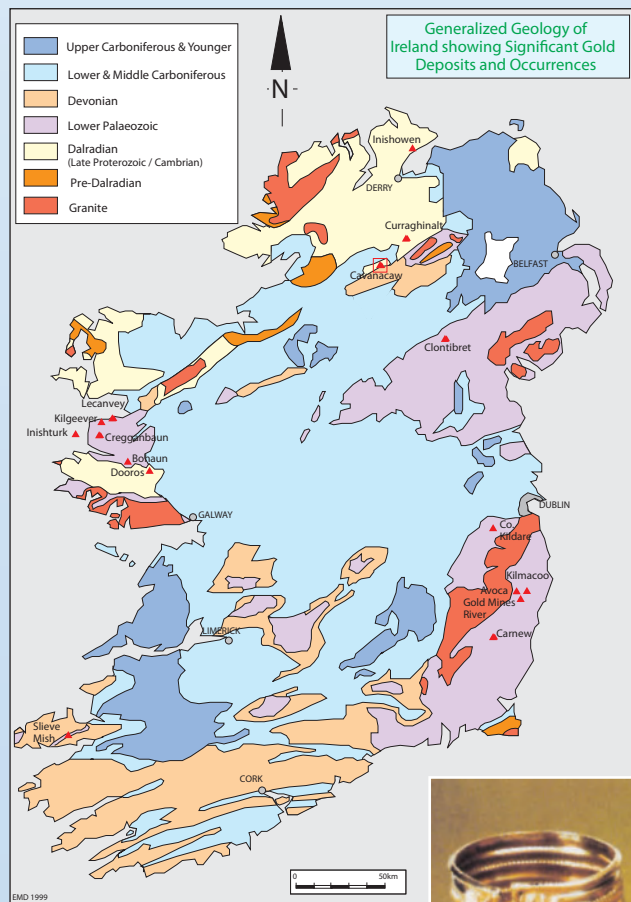 Generalized Geology of
Ireland showing Significant Gold
Deposits and Occurrences
Upper Carboniferous & Younger
Lower & Middle Carboniferous
Devonian
Lower Palaeozoic
Dalradian
(Late Proterozoic / Cambrian)
Pre-Dalradian
Granite
N
Inishowen
DERRY
Curraghinalt
BELFAST
Cavanacaw
Clontibret
Lecanvey
Kilgeever
Inishturk
Cregganbaun
Bohaun
Dooros
GALWAY
DUBLIN
Co.
Kildare
Kilmacoo
Avoca
Gold Mines
River
Carnew
LIMERICK
Slieve
Mish
CORK
0
50km
EMD 1999